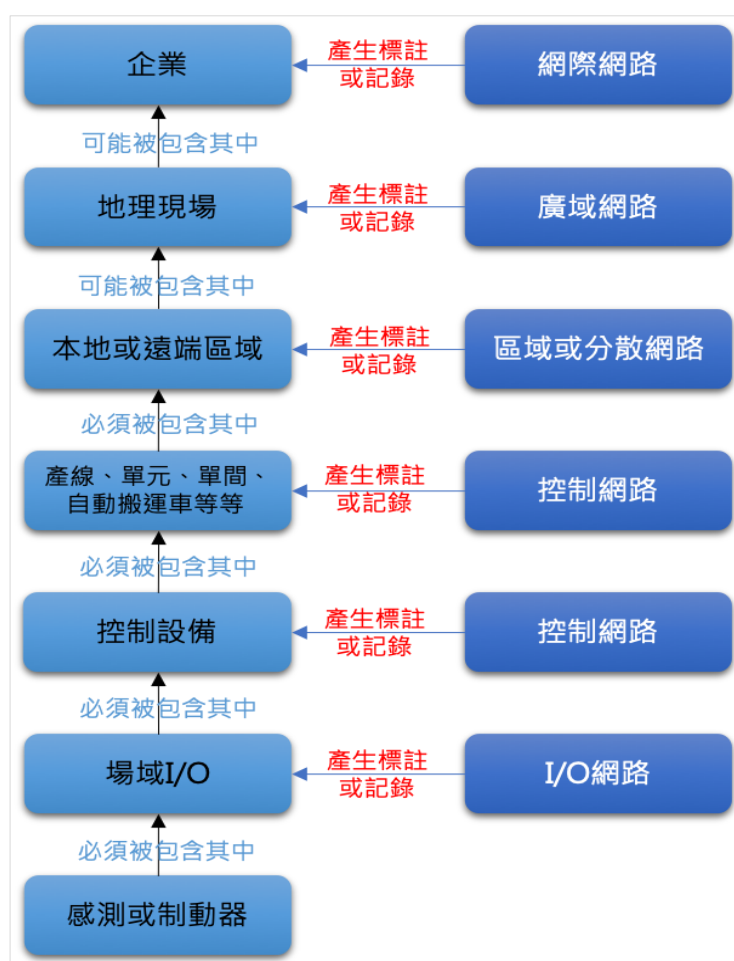 企業
產生標註
或記錄
網際網路
可能被包含其中
地理現場
產生標註
或記錄
廣域網路
可能被包含其中
本地或遠端區域
產生標註
或記錄
區域或分散網路
必須被包含其中
產線、單元、單間、
自動搬運車等等
產生標註
或記錄
控制網路
必須被包含其中
控制設備
產生標註
或記錄
控制網路
必須被包含其中
場域I/O
產生標註
或記錄
I/O網路
必須被包含其中
感測或制動器